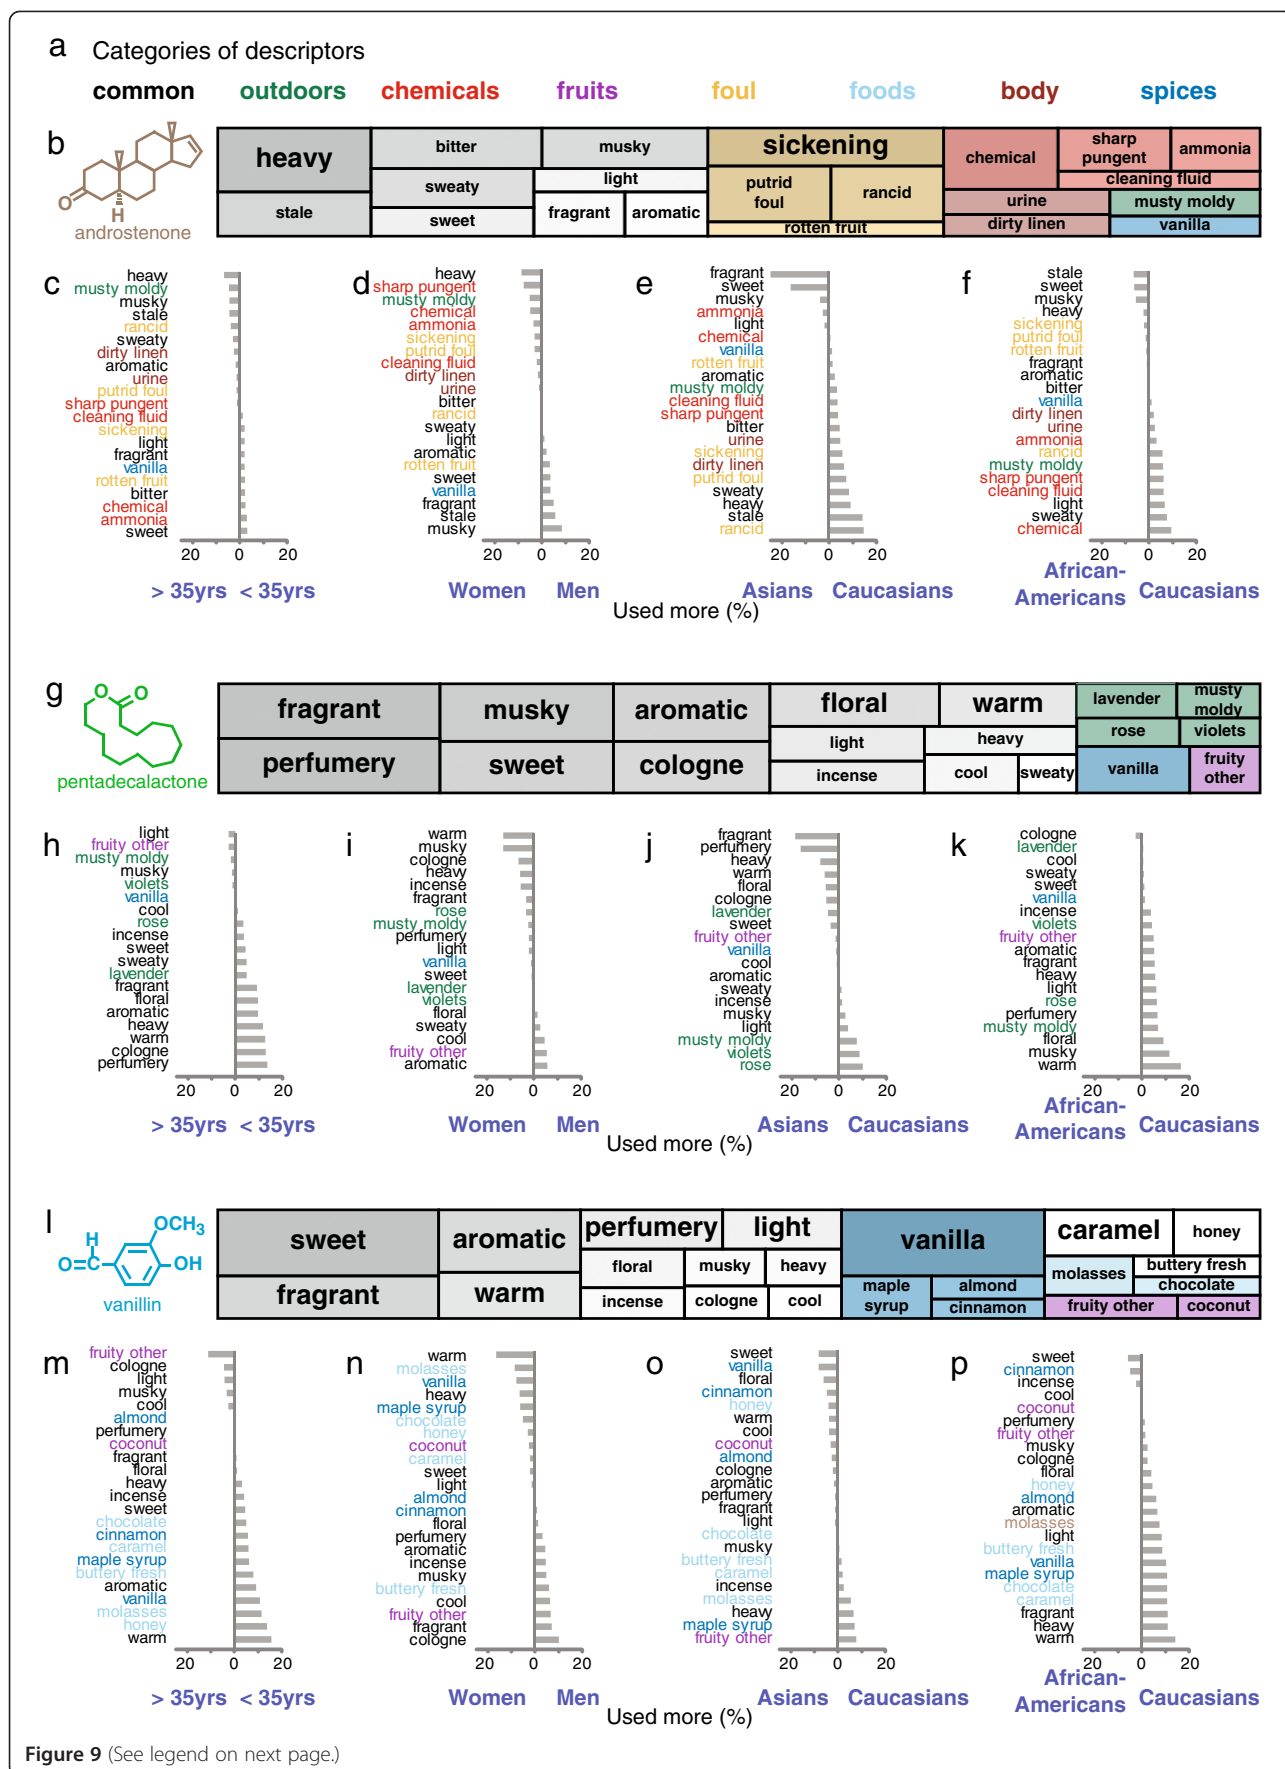 a Categories of descriptors
common outdoors chemicals fruits foul foods body spices
b
O
H
androstenone
heavy
stale
bitter
musky
sweaty
light
sweet
fragrant
aromatic
sickening
putrid
foul
rancid
rotten fruit
chemical
sharp
pungent
ammonia
cleaning fluid
urine
musty moldy
dirty linen
vanilla
c
heavy
musty moldy
musky
stale
rancid
sweaty
dirty linen
aromatic
urine
putrid foul
sharp pungent
cleaning fluid
sickening
light
fragrant
vanilla
rotten fruit
bitter
chemical
ammonia
sweet
20 0 20
> 35yrs < 35yrs
d
heavy
sharp pungent
musty moldy
chemical
ammonia
sickening
putrid foul
cleaning fluid
dirty linen
urine
bitter
rancid
sweaty
light
aromatic
rotten fruit
sweet
vanilla
fragrant
stale
musky
20 0 20
Women Men
e
fragrant
sweet
musky
ammonia
light
chemical
vanilla
rotten fruit
aromatic
musty moldy
cleaning fluid
sharp pungent
bitter
urine
sickening
dirty linen
putrid foul
sweaty
heavy
stale
rancid
20 0 20
Asians Caucasians
f
stale
sweet
musky
heavy
sickening
putrid foul
rotten fruit
fragrant
aromatic
bitter
vanilla
dirty linen
urine
ammonia
rancid
musty moldy
sharp pungent
cleaning fluid
light
sweaty
chemical
20 0 20
African-
Americans Caucasians
Used more (%)
g
O
O
pentadecalactone
fragrant
perfumery
musky
sweet
aromatic
cologne
floral
warm
light
heavy
incense
cool
sweaty
lavender
musty
moldy
rose
violets
vanilla
fruity
other
h
light
fruity other
musty moldy
musky
violets
vanilla
cool
rose
incense
sweet
sweaty
lavender
fragrant
floral
aromatic
heavy
warm
cologne
perfumery
20 0 20
> 35yrs < 35yrs
i
warm
musky
cologne
heavy
incense
fragrant
rose
musty moldy
perfumery
light
vanilla
sweet
lavender
violets
floral
sweaty
cool
fruity other
aromatic
20 0 20
Women Men
j
fragrant
perfumery
heavy
warm
floral
cologne
lavender
sweet
fruity other
vanilla
cool
aromatic
sweaty
incense
musky
light
musty moldy
violets
rose
20 0 20
Asians Caucasians
k
cologne
lavender
cool
sweaty
sweet
vanilla
incense
violets
fruity other
aromatic
fragrant
heavy
light
rose
perfumery
musty moldy
floral
musky
warm
20 0 20
African-
Americans Caucasians
Used more (%)
l
OCH3
H
O=C
OH
vanillin
sweet
fragrant
aromatic
warm
perfumery
light
floral
musky
heavy
incense
cologne
cool
vanilla
maple
syrup
almond
cinnamon
caramel
honey
molasses
buttery fresh
chocolate
fruity other
coconut
m
fruity other
cologne
light
musky
cool
almond
perfumery
coconut
fragrant
floral
heavy
incense
sweet
chocolate
cinnamon
caramel
maple syrup
buttery fresh
aromatic
vanilla
molasses
honey
warm
20 0 20
> 35yrs < 35yrs
n
warm
molasses
vanilla
heavy
maple syrup
chocolate
honey
coconut
caramel
sweet
light
almond
cinnamon
floral
perfumery
aromatic
incense
musky
buttery fresh
cool
fruity other
fragrant
cologne
20 0 20
Women Men
o
sweet
vanilla
floral
cinnamon
honey
warm
cool
coconut
almond
cologne
aromatic
perfumery
fragrant
light
chocolate
musky
buttery fresh
caramel
incense
molasses
heavy
maple syrup
fruity other
20 0 20
Asians Caucasians
p
sweet
cinnamon
incense
cool
coconut
perfumery
fruity other
musky
cologne
floral
honey
almond
aromatic
molasses
light
buttery fresh
vanilla
maple syrup
chocolate
caramel
fragrant
heavy
warm
20 0 20
African-
Americans Caucasians
Used more (%)
Figure 9 (See legend on next page.)